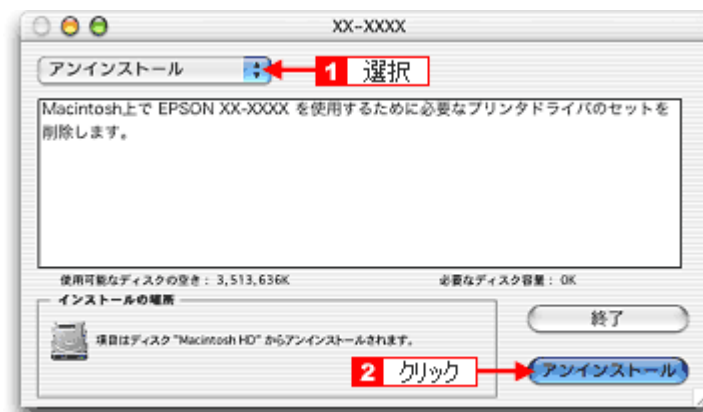 XX-XXXX
アンインストール
1 選択
Macintosh上で EPSON XX-XXXX を使用するために必要なプリンタドライバのセットを
削除します。
使用可能なディスクの空き： 3,513,636K
必要なディスク容量： 0K
インストールの場所
項目はディスク "Macintosh HD" からアンインストールされます。
終了
2 クリック
アンインストール